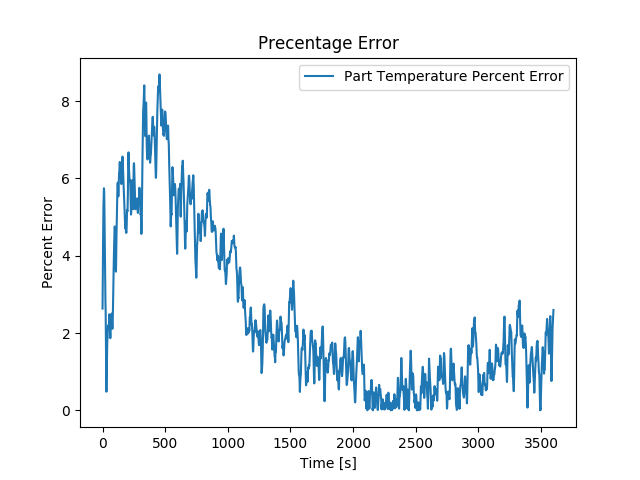 Precentage Error
Part Temperature Percent Error
Percent Error
8
6
4
2
0
0 500 1000 1500 2000 2500 3000 3500
Time [s]